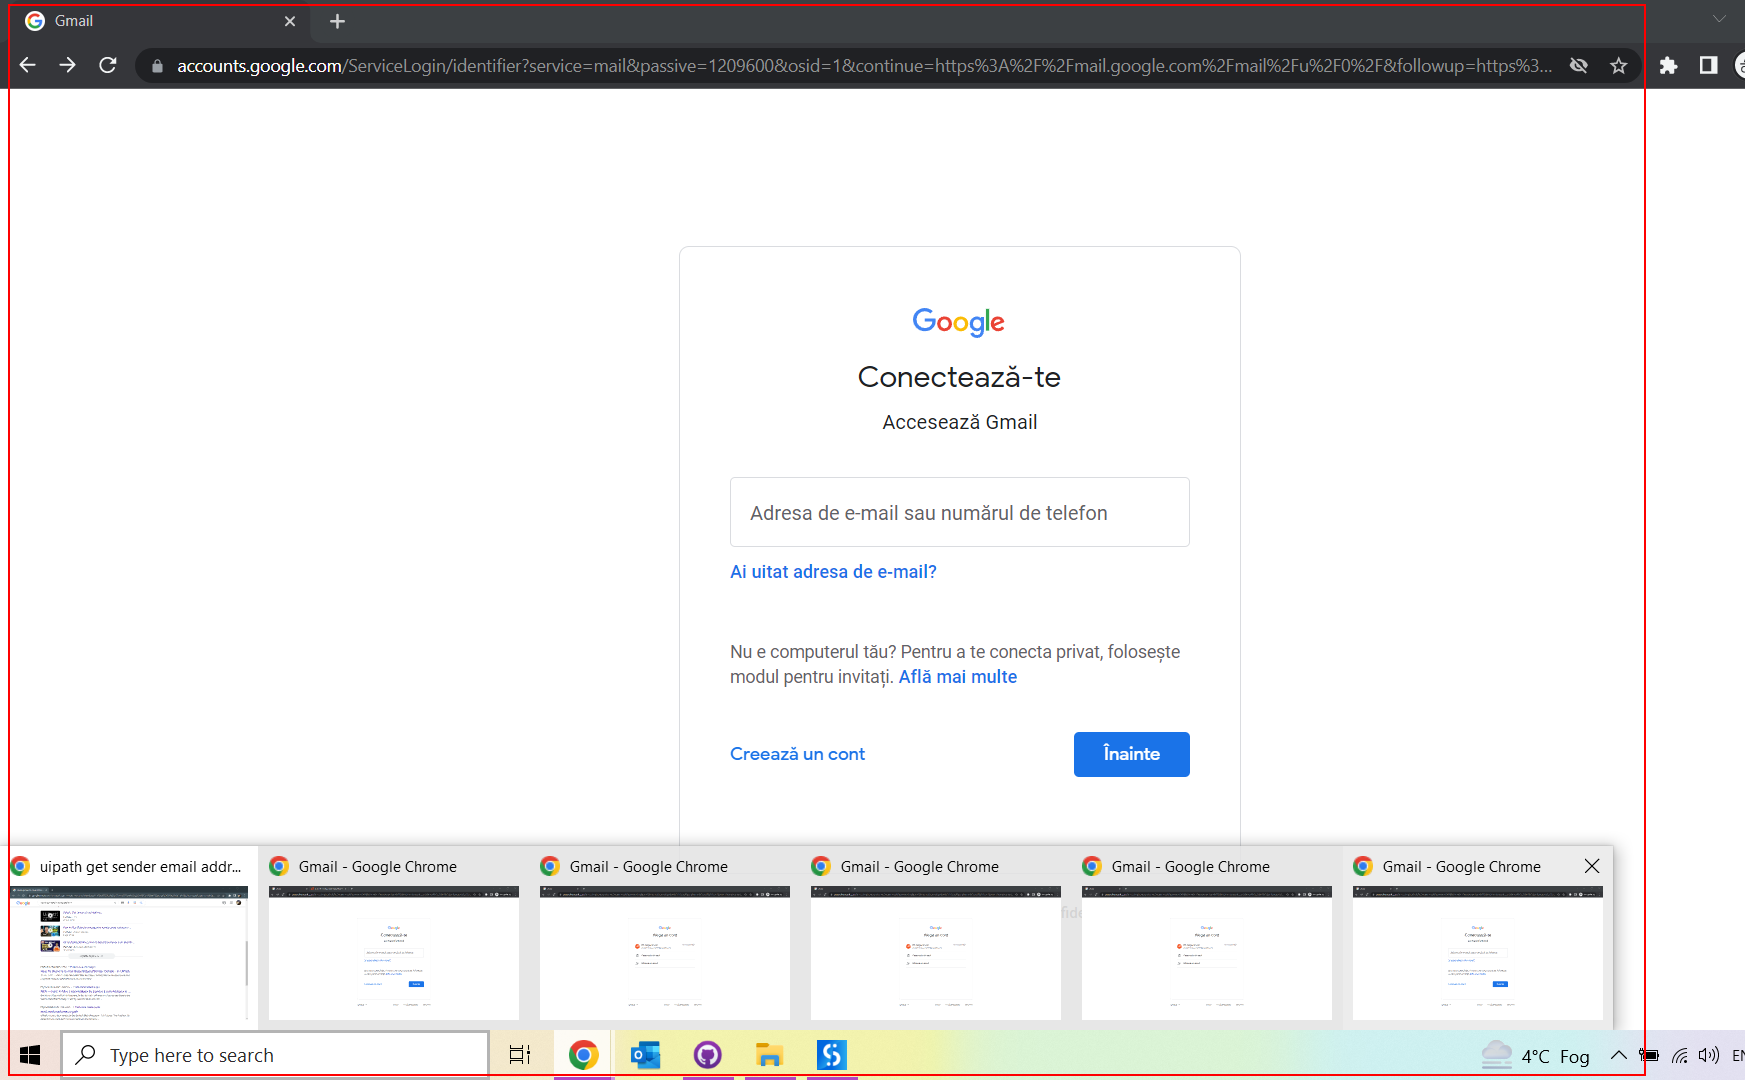 Gmail
accounts.google.com/ServiceLogin/identifier?service=mail&passive=1209600&osid=1&continue=https%3A%2F%2Fmail.google.com%2Fmail%2Fu%2F0%2F&followup=https%3...
Google
Conectează-te
Accesează Gmail
Adresa de e-mail sau numărul de telefon
Ai uitat adresa de e-mail?
Nu e computerul tău? Pentru a te conecta privat, folosește
modul pentru invitați. Află mai multe
Creează un cont
Înainte
uipath get sender email addr...
Gmail - Google Chrome
Gmail - Google Chrome
Gmail - Google Chrome
Gmail - Google Chrome
Gmail - Google Chrome
Type here to search
4°C Fog